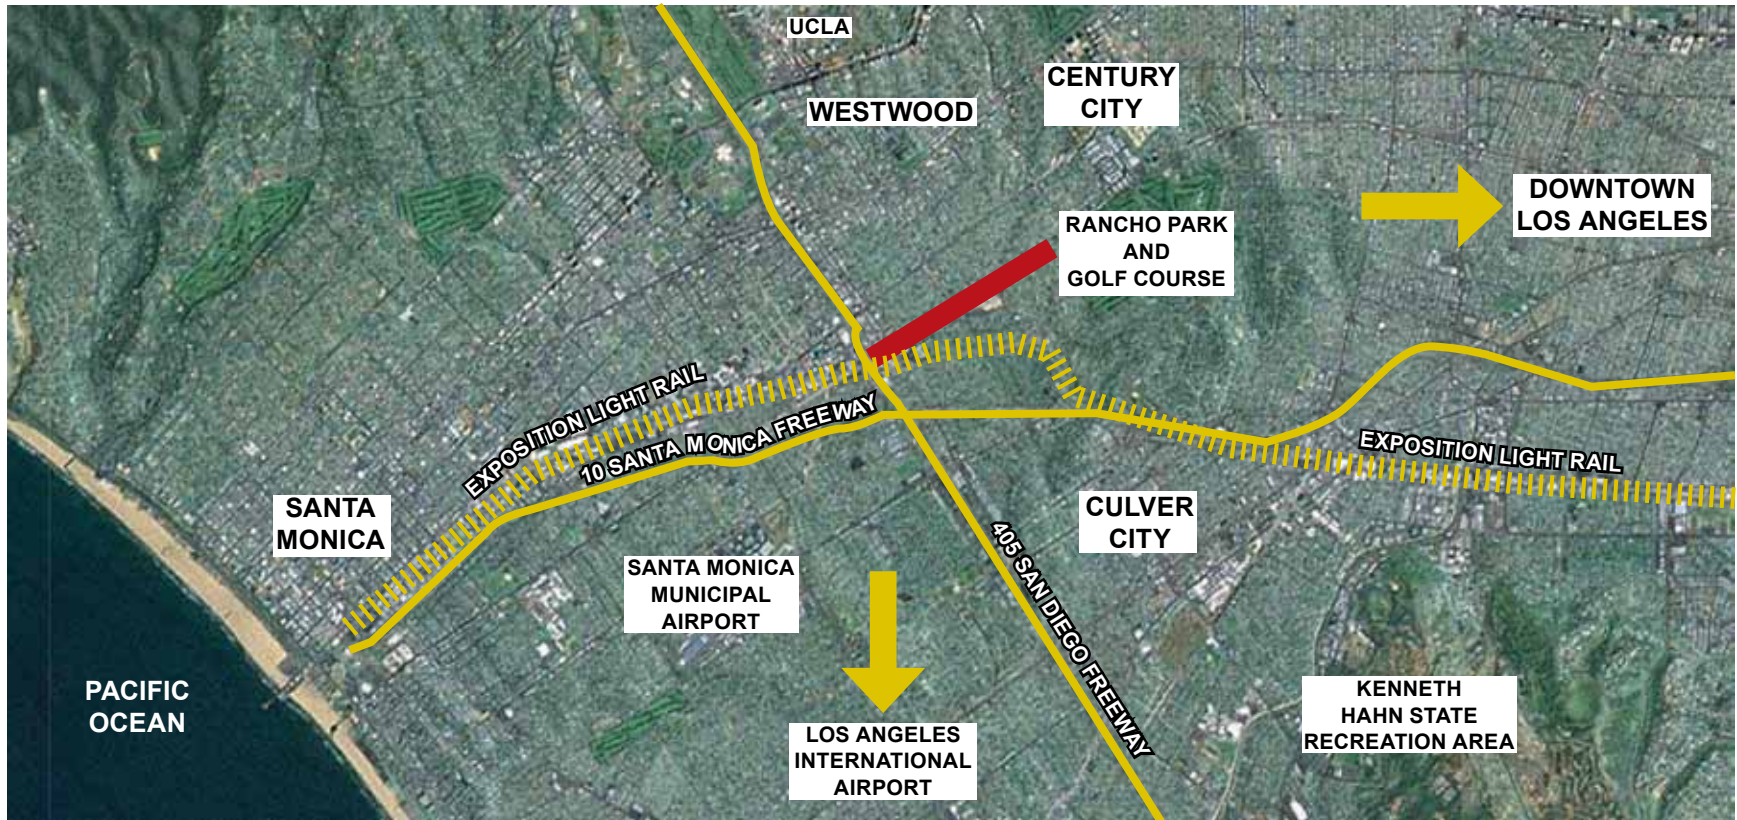 UCLA
CENTURY
CITY
WESTWOOD
DOWNTOWN
LOS ANGELES
RANCHO PARK
AND
GOLF COURSE
EXPOSITION LIGHT RAIL
10 SANTA MONICA FREEWAY
EXPOSITION LIGHT RAIL
SANTA
MONICA
CULVER
CITY
405 SAN DIEGO FREEWAY
SANTA MONICA
MUNICIPAL
AIRPORT
PACIFIC
OCEAN
KENNETH
HAHN STATE
RECREATION AREA
LOS ANGELES
INTERNATIONAL
AIRPORT